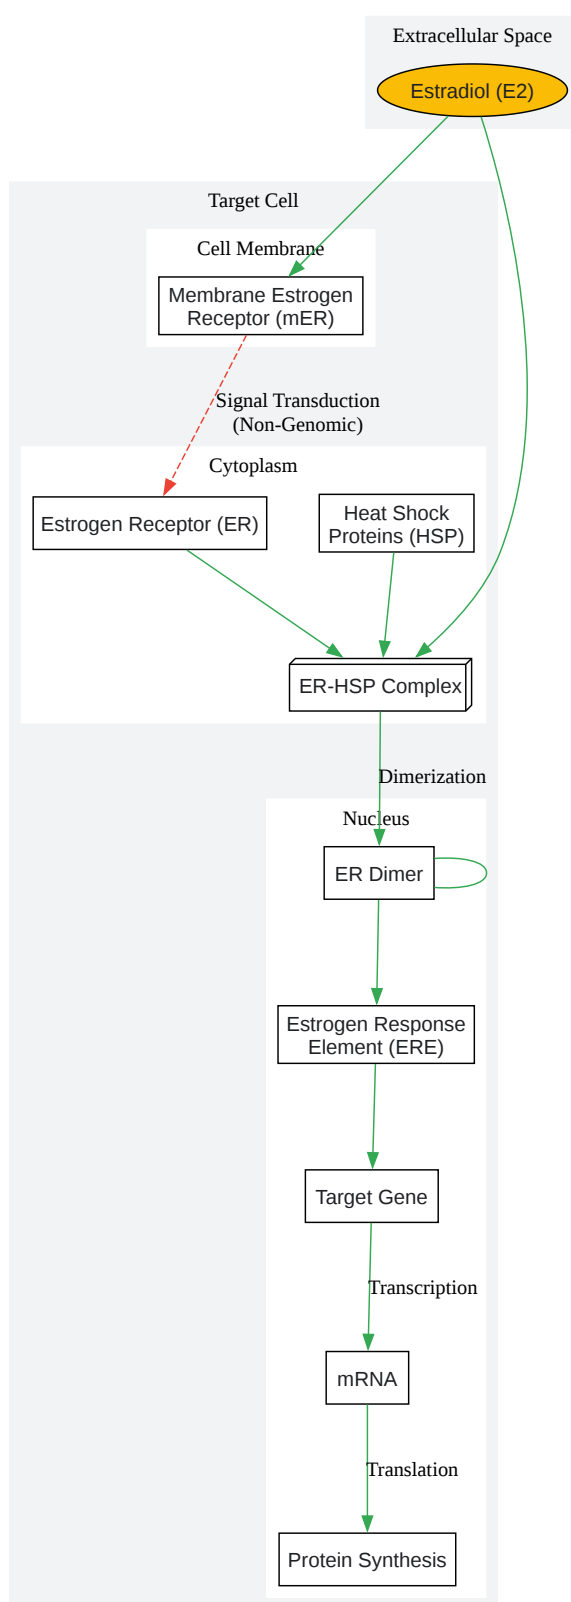 Extracellular Space
Estradiol (E2)
Target Cell
Cell Membrane
Membrane Estrogen
Receptor (mER)
Signal Transduction
(Non-Genomic)
Cytoplasm
Estrogen Receptor (ER)
Heat Shock
Proteins (HSP)
ER-HSP Complex
Dimerization
Nucleus
ER Dimer
Estrogen Response
Element (ERE)
Target Gene
Transcription
mRNA
Translation
Protein Synthesis